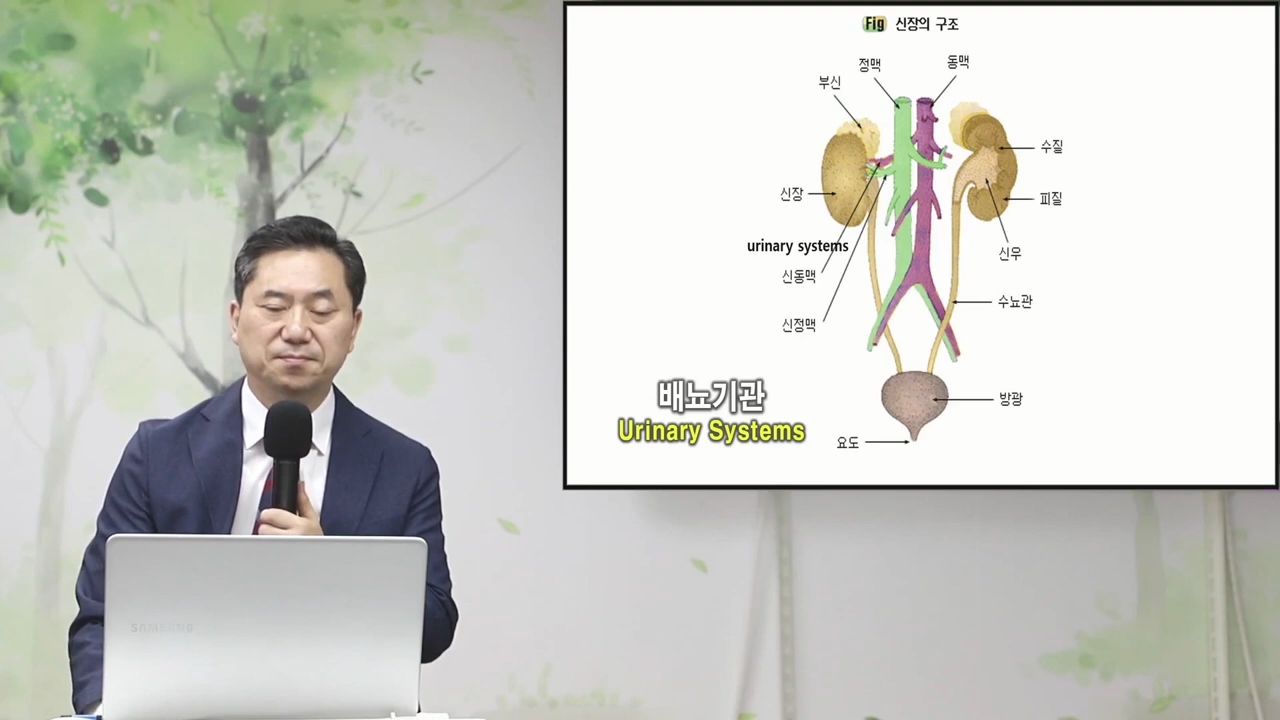 Fig 신장의 구조
정맥
동맥
부신
수질
신장
피질
urinary systems
신우
신동맥
수뇨관
신정맥
배뇨기관
방광
Urinary Systems
요도
SAMSUNG